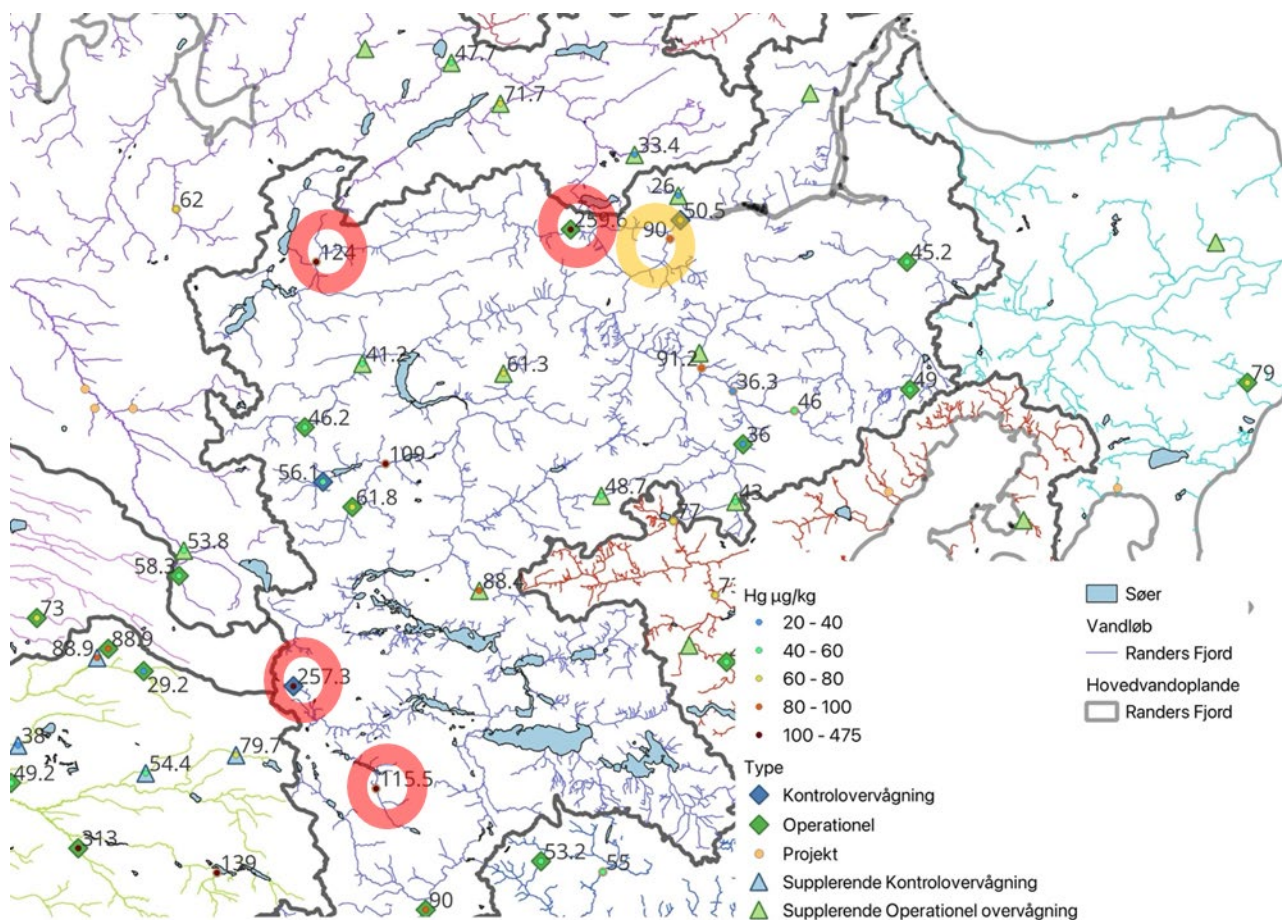 47.7
71.7
33.4
26
50.5
62
259.6
90
124
45.2
41.2
61.3
91.2
36.3
49
79
46.2
46
36
109
56.1
61.8
48.7
43
77
53.8
58.3
88.4
73
88.9
88.9
29.2
257.3
38
79.7
54.4
49.2
115.5
313
139
53.2
55
90
Hg µg/kg
20 - 40
40 - 60
60 - 80
80 - 100
100 - 475
Type
Kontrolovervågning
Operationel
Projekt
Supplerende Kontrolovervågning
Supplerende Operationel overvågning
Søer
Vandløb
Randers Fjord
Hovedvandoplande
Randers Fjord